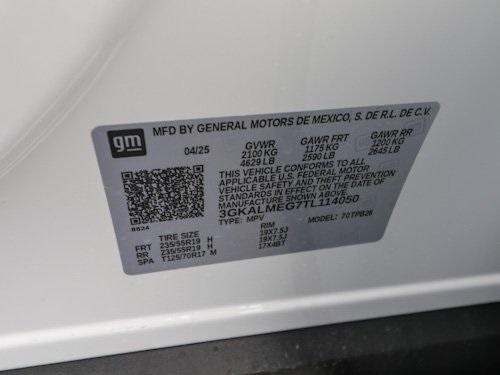 gm
MFD BY GENERAL MOTORS DE MEXICO, S. DE R.L. DE C.V.
04/25 GVWR GAWR FRT GAWR RR
2100 KG 1175 KG 1200 KG
4629 LB 2590 LB 2645 LB
THIS VEHICLE CONFORMS TO ALL
APPLICABLE U.S. FEDERAL MOTOR
VEHICLE SAFETY AND THEFT PREVENTION
STANDARDS IN EFFECT ON THE DATE OF
MANUFACTURE SHOWN ABOVE.
3GKALMEG7TL114050
TYPE: MPV MODEL: 70TPB26
8624
TIRE SIZE RIM
FRT 235/55R19 H 19X7.5J
RR 235/55R19 H 19X7.5J
SPA T125/70R17 M 17X4BT